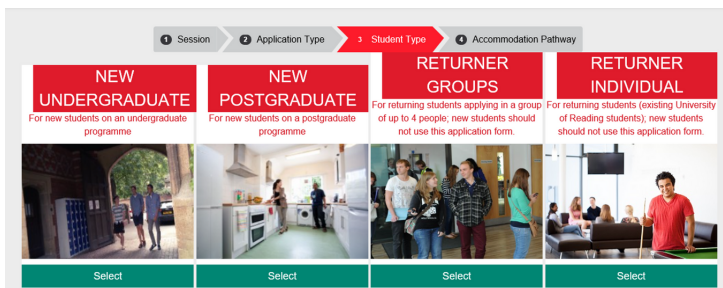 1 Session 2 Application Type 3 Student Type 4 Accommodation Pathway
NEW
UNDERGRADUATE
For new students on an undergraduate
programme
Select
NEW
POSTGRADUATE
For new students on a postgraduate
programme
Select
RETURNER
GROUPS
For returning students applying in a group
of up to 4 people; new students should
not use this application form.
Select
RETURNER
INDIVIDUAL
For returning students (existing University
of Reading students); new students
should not use this application form.
Select